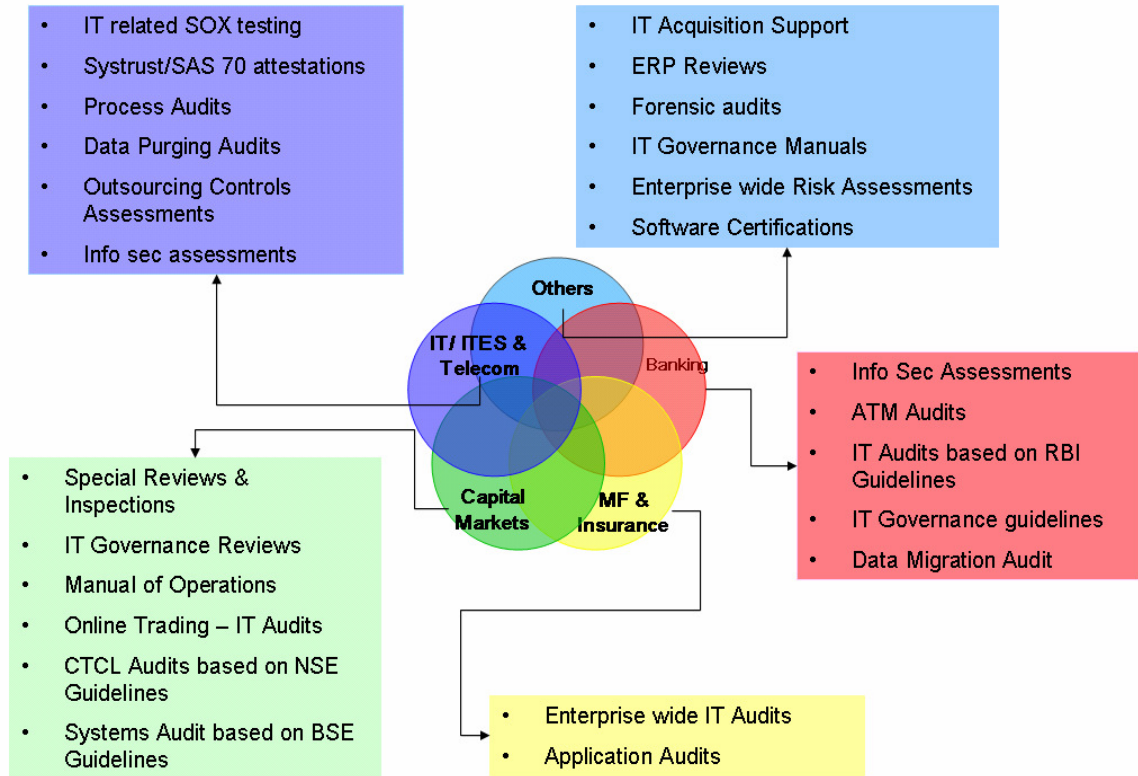 • IT related SOX testing
• Systrust/SAS 70 attestations
• Process Audits
• Data Purging Audits
• Outsourcing Controls
Assessments
• Info sec assessments
• IT Acquisition Support
• ERP Reviews
• Forensic audits
• IT Governance Manuals
• Enterprise wide Risk Assessments
• Software Certifications
Others
IT/ ITES &
Telecom
Banking
Capital
Markets
MF &
Insurance
• Info Sec Assessments
• ATM Audits
• IT Audits based on RBI
Guidelines
• IT Governance guidelines
• Data Migration Audit
• Special Reviews &
Inspections
• IT Governance Reviews
• Manual of Operations
• Online Trading – IT Audits
• CTCL Audits based on NSE
Guidelines
• Systems Audit based on BSE
Guidelines
• Enterprise wide IT Audits
• Application Audits